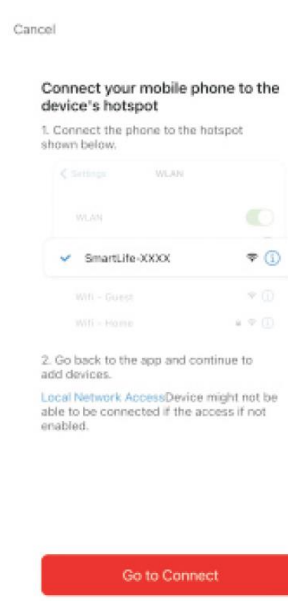 Cancel
Connect your mobile phone to the
device's hotspot
1. Connect the phone to the hotspot
shown below.
Settings WLAN
WLAN
SmartLife-XXXX
Wifi - Guest
Wifi - Home
2. Go back to the app and continue to
add devices.
Local Network AccessDevice might not be
able to be connected if the access if not
enabled.
Go to Connect